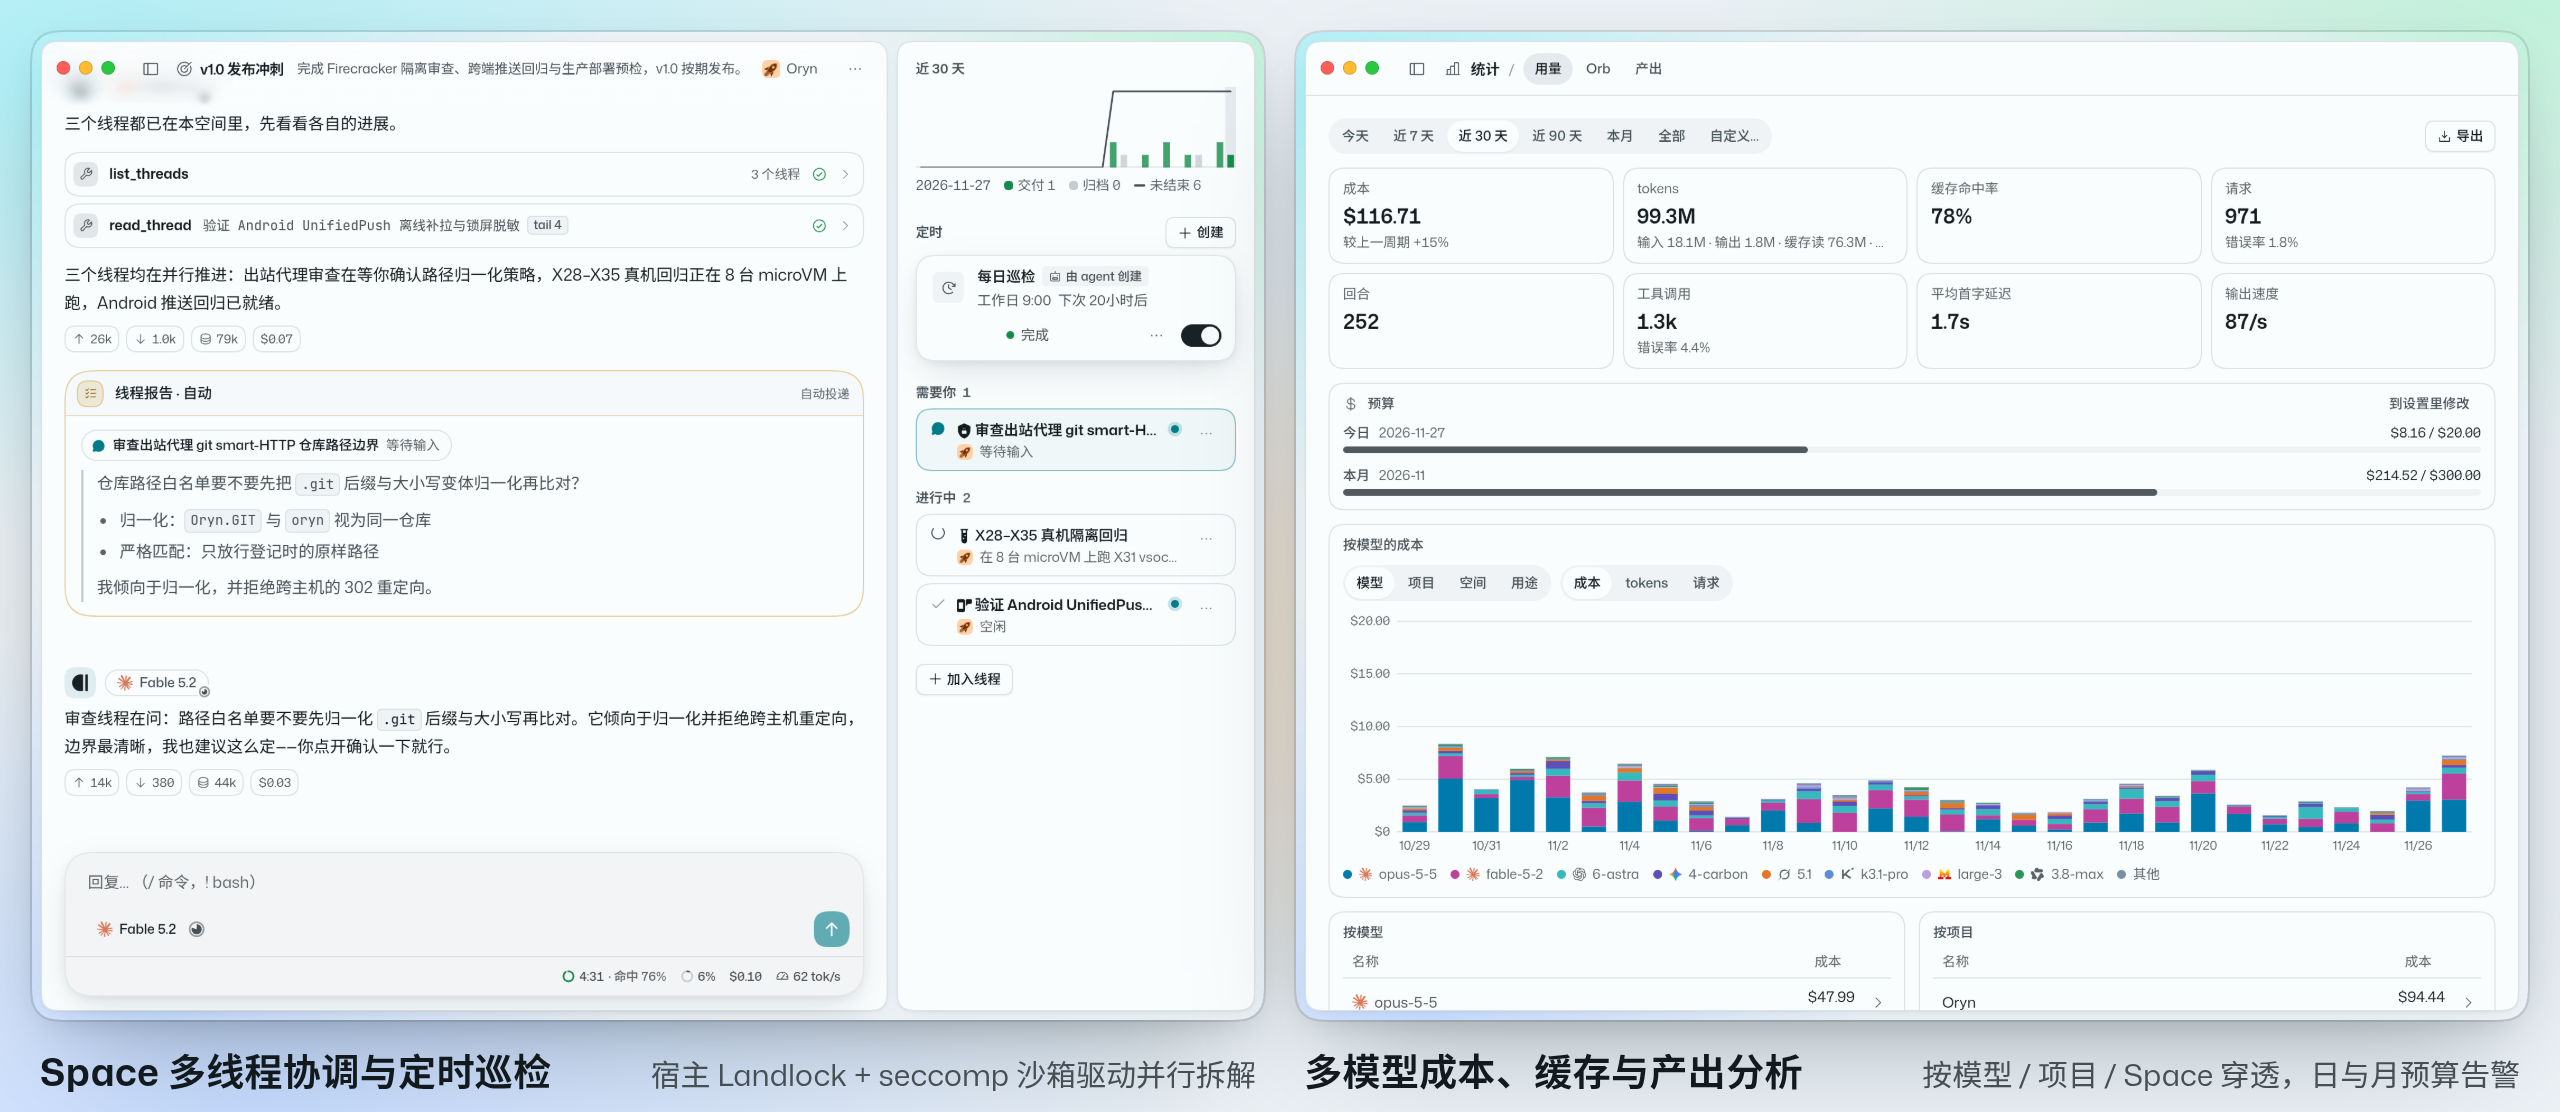 v1.0 发布冲刺 完成 Firecracker 隔离审查、跨端推送回归与生产部署预检，v1.0 按期发布。 Oryn ...
三个线程都已在本空间里，先看看各自的进展。
list_threads 3 个线程
read_thread 验证 Android UnifiedPush 离线补拉与锁屏脱敏 tail 4
三个线程均在并行推进：出站代理审查在等你确认路径归一化策略，X28–X35 真机回归正在 8 台 microVM 上
跑，Android 推送回归已就绪。
↑ 26k ↓ 1.0k 79k $0.07
线程报告 · 自动 自动投递
审查出站代理 git smart-HTTP 仓库路径边界 等待输入
仓库路径白名单要不要先把 .git 后缀与大小写变体归一化再比对？
• 归一化：Oryn.GIT 与 oryn 视为同一仓库
• 严格匹配：只放行登记时的原样路径
我倾向于归一化，并拒绝跨主机的 302 重定向。
Fable 5.2
审查线程在问：路径白名单要不要先归一化 .git 后缀与大小写再比对。它倾向于归一化并拒绝跨主机重定向，
边界最清晰，我也建议这么定——你点开确认一下就行。
↑ 14k ↓ 380 44k $0.03
回复... （/ 命令，! bash）
Fable 5.2
4:31 · 命中 76% 6% $0.10 62 tok/s
近 30 天
2026-11-27 交付 1 归档 0 未结束 6
定时 + 创建
每日巡检 由 agent 创建
工作日 9:00 下次 20小时后
完成 ...
需要你 1
审查出站代理 git smart-H... ...
等待输入
进行中 2
X28–X35 真机隔离回归 ...
在 8 台 microVM 上跑 X31 vsoc...
验证 Android UnifiedPus... ...
空闲
+ 加入线程
Space 多线程协调与定时巡检 宿主 Landlock + seccomp 沙箱驱动并行拆解
统计 / 用量 Orb 产出
今天 近 7 天 近 30 天 近 90 天 本月 全部 自定义... 导出
成本 tokens 缓存命中率 请求
$116.71 99.3M 78% 971
较上一周期 +15% 输入 18.1M · 输出 1.8M · 缓存读 76.3M · ... 错误率 1.8%
回合 工具调用 平均首字延迟 输出速度
252 1.3k 1.7s 87/s
错误率 4.4%
$ 预算 到设置里修改
今日 2026-11-27 $8.16 / $20.00
本月 2026-11 $214.52 / $300.00
按模型的成本
模型 项目 空间 用途 成本 tokens 请求
$20.00
$15.00
$10.00
$5.00
$0
10/29 10/31 11/2 11/4 11/6 11/8 11/10 11/12 11/14 11/16 11/18 11/20 11/22 11/24 11/26
opus-5-5 fable-5-2 6-astra 4-carbon 5.1 k3.1-pro large-3 3.8-max 其他
按模型 按项目
名称 成本 名称 成本
opus-5-5 $47.99 Oryn $94.44
多模型成本、缓存与产出分析 按模型 / 项目 / Space 穿透，日与月预算告警